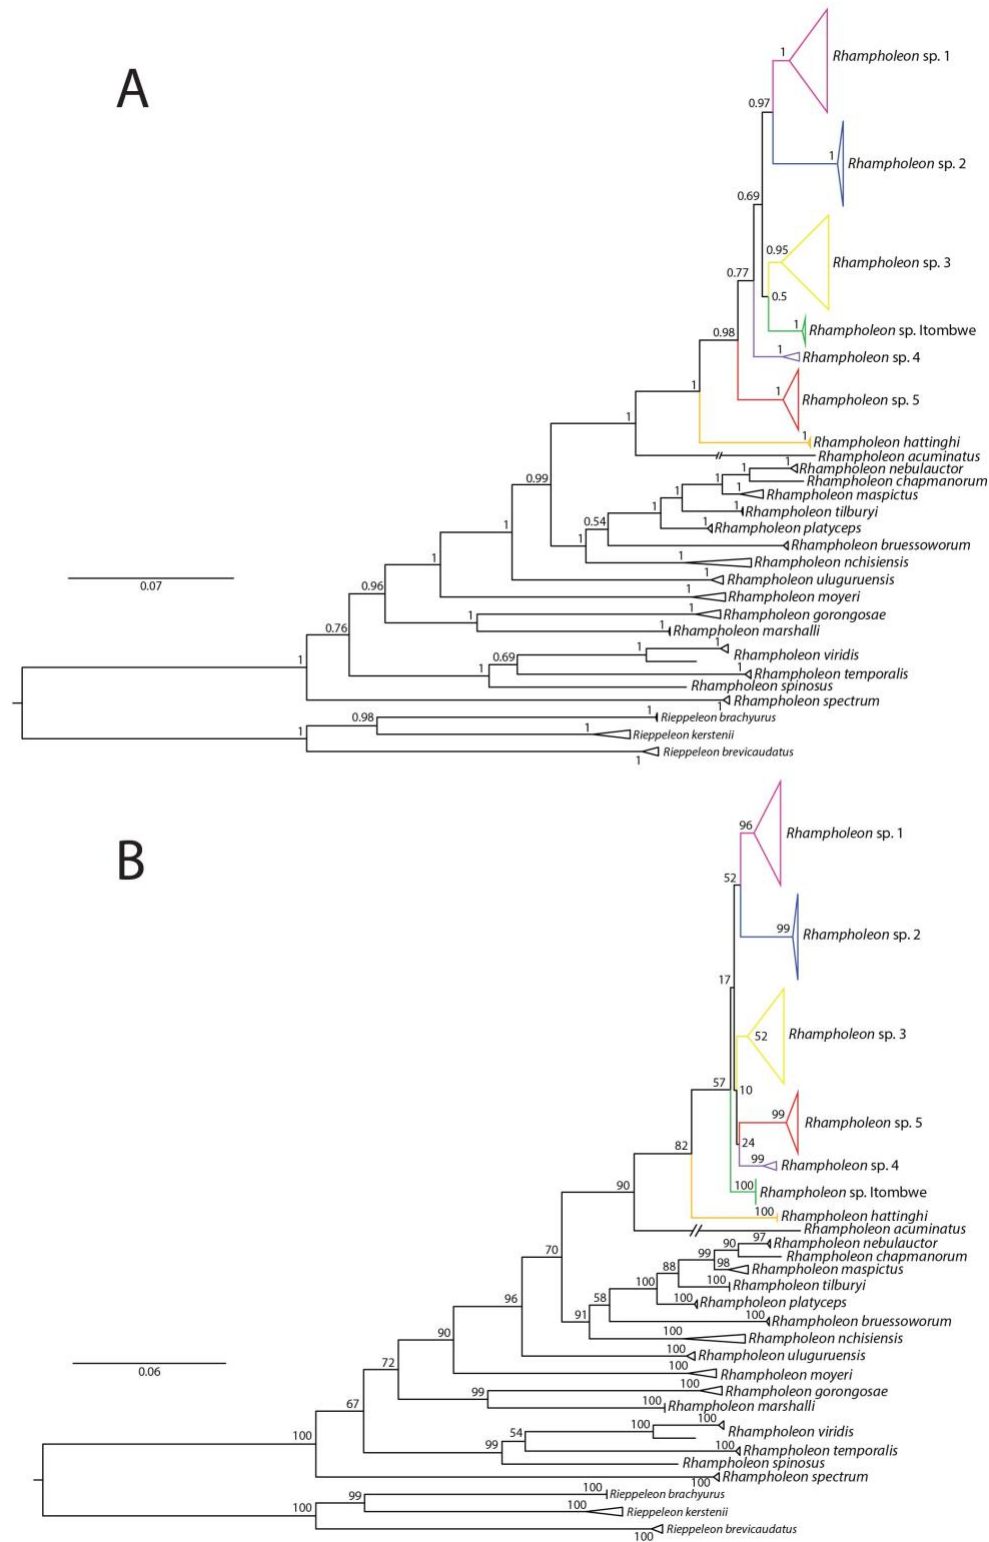 A
1
Rhampholeon sp. 1
0.97
1
Rhampholeon sp. 2
0.69
0.95
Rhampholeon sp. 3
0.77
0.5
1
Rhampholeon sp. Itombwe
0.98
1
Rhampholeon sp. 4
1
1
Rhampholeon sp. 5
1
1
Rhampholeon hattinghi
Rhampholeon acuminatus
1
Rhampholeon nebulauctor
1
Rhampholeon chapmanorum
0.99
1
1
Rhampholeon maspictus
1
1
Rhampholeon tilburyi
1
0.54
1
Rhampholeon platyceps
1
1
Rhampholeon bruessoworum
1
1
Rhampholeon nchisiensis
0.07
1
Rhampholeon uluguruensis
0.96
1
Rhampholeon moyeri
1
1
Rhampholeon gorongosae
0.76
1
Rhampholeon marshalli
1
1
Rhampholeon viridis
1
0.69
1
1
Rhampholeon temporalis
Rhampholeon spinosus
Rhampholeon spectrum
1
0.98
1
Rieppeleon brachyurus
1
1
Rieppeleon kerstenii
Rieppeleon brevicaudatus
1
B
96
Rhampholeon sp. 1
52
99
Rhampholeon sp. 2
17
52
Rhampholeon sp. 3
57
10
99
Rhampholeon sp. 5
82
24
99
Rhampholeon sp. 4
90
100
Rhampholeon sp. Itombwe
100
Rhampholeon hattinghi
Rhampholeon acuminatus
90
97
Rhampholeon nebulauctor
70
99
Rhampholeon chapmanorum
88
98
Rhampholeon maspictus
100
100
Rhampholeon tilburyi
96
58
100
Rhampholeon platyceps
91
100
Rhampholeon bruessoworum
90
100
Rhampholeon nchisiensis
100
Rhampholeon uluguruensis
0.06
72
100
Rhampholeon moyeri
99
100
Rhampholeon gorongosae
67
100
Rhampholeon marshalli
100
100
Rhampholeon viridis
100
54
99
100
Rhampholeon temporalis
Rhampholeon spinosus
Rhampholeon spectrum
100
99
100
Rieppeleon brachyurus
100
100
Rieppeleon kerstenii
Rieppeleon brevicaudatus
100